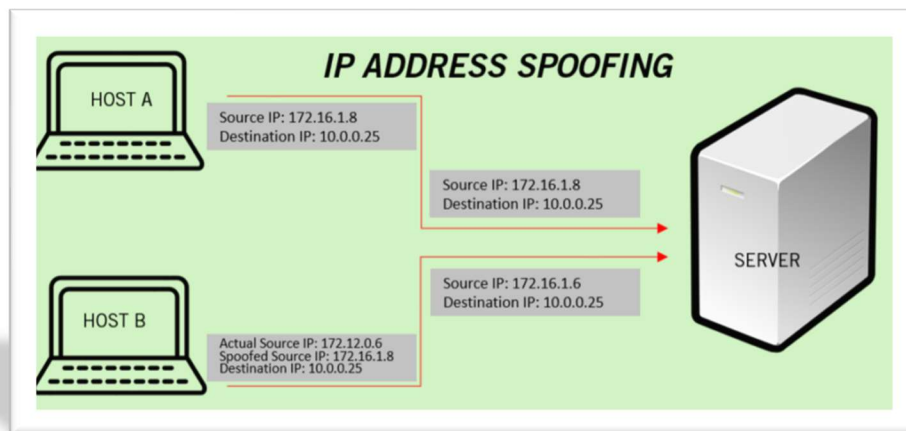 IP ADDRESS SPOOFING
HOST A
Source IP: 172.16.1.8
Destination IP: 10.0.0.25
Source IP: 172.16.1.8
Destination IP: 10.0.0.25
SERVER
Source IP: 172.16.1.6
Destination IP: 10.0.0.25
HOST B
Actual Source IP: 172.12.0.6
Spoofed Source IP: 172.16.1.8
Destination IP: 10.0.0.25